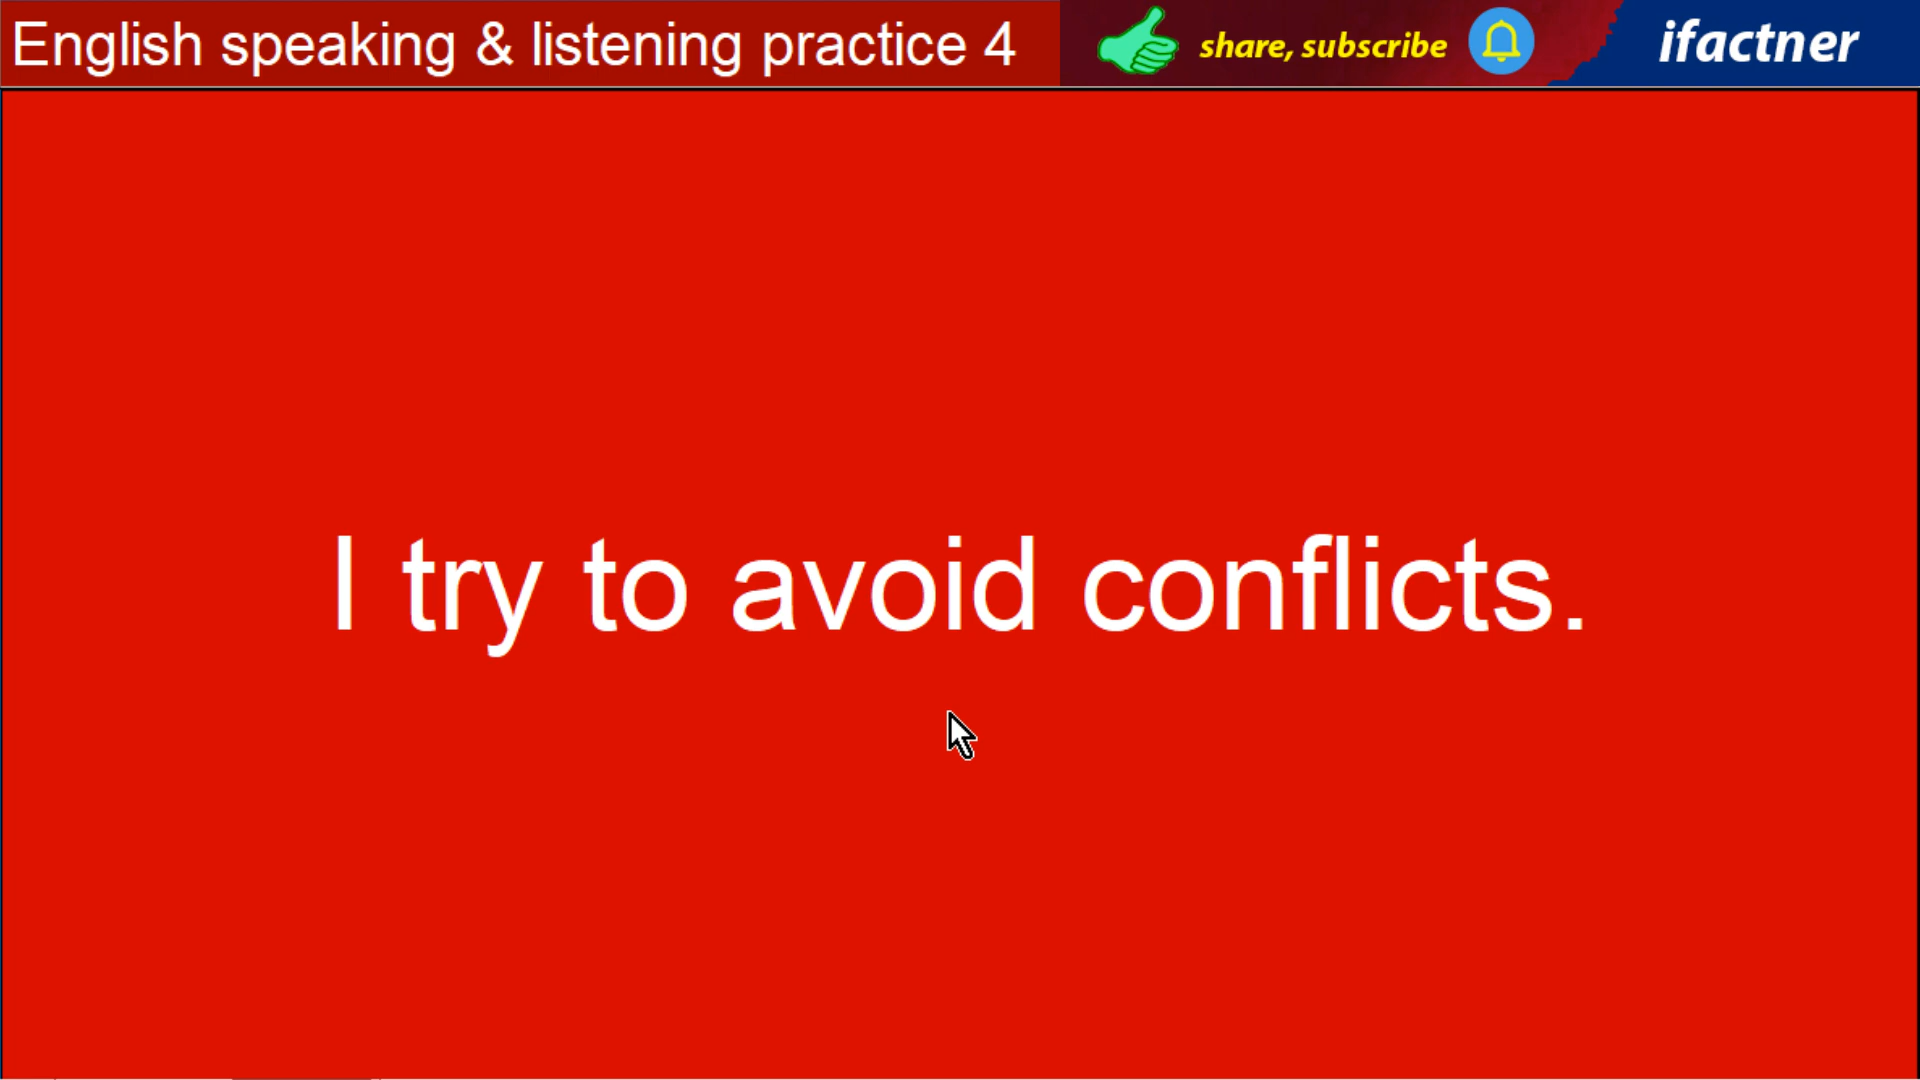 English speaking & listening practice 4
share, subscribe
ifactner
I try to avoid conflicts.